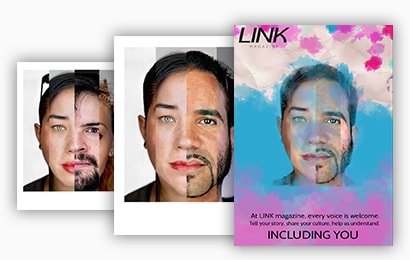 LINK
MAGAZINE
At LINK magazine, every voice is welcome.
Tell your story, share your culture, help us understand.
INCLUDING YOU